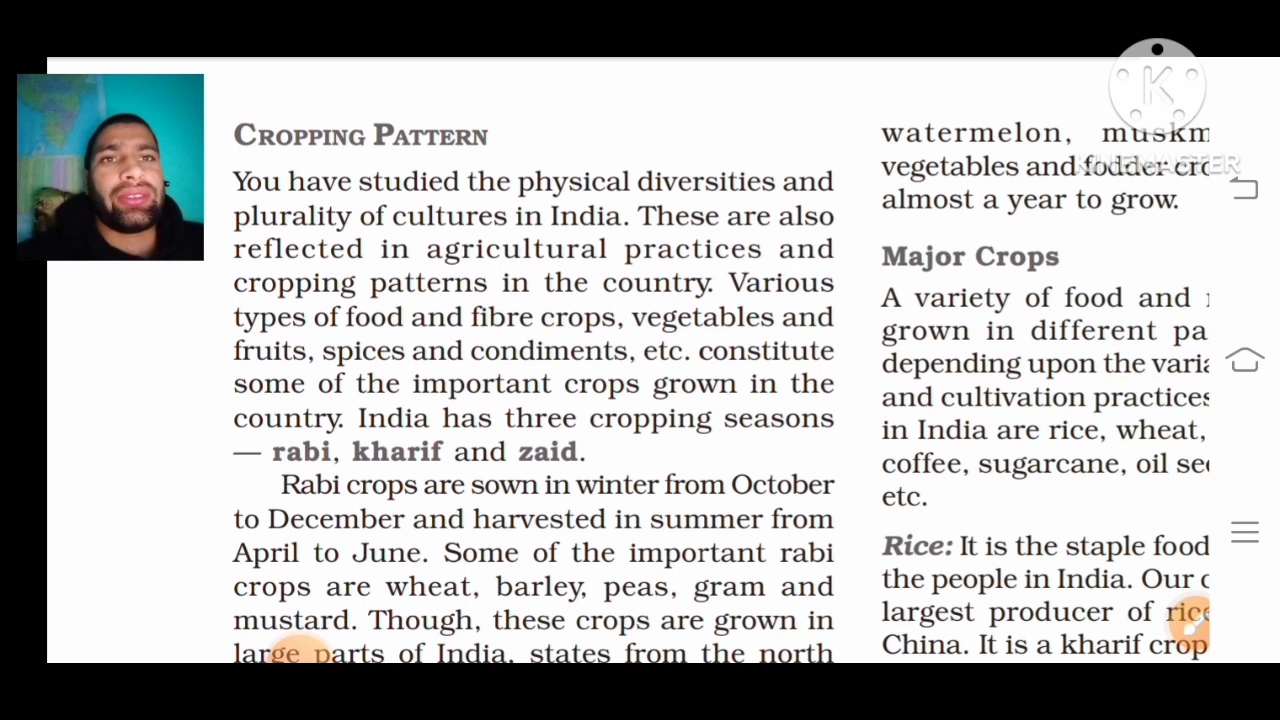 CROPPING PATTERN
You have studied the physical diversities and
plurality of cultures in India. These are also
reflected in agricultural practices and
cropping patterns in the country. Various
types of food and fibre crops, vegetables and
fruits, spices and condiments, etc. constitute
some of the important crops grown in the
country. India has three cropping seasons
— rabi, kharif and zaid.
Rabi crops are sown in winter from October
to December and harvested in summer from
April to June. Some of the important rabi
crops are wheat, barley, peas, gram and
mustard. Though, these crops are grown in
large parts of India, states from the north
watermelon,
vegetables and fodder
almost a year to grow.
Major Crops
A variety of food and
grown in different
depending upon the
and cultivation practices
in India are rice, wheat,
coffee, sugarcane, oil
etc.
Rice: It is the staple food
the people in India. Our
largest producer of
China. It is a kharif crop
K
KINEMASTER